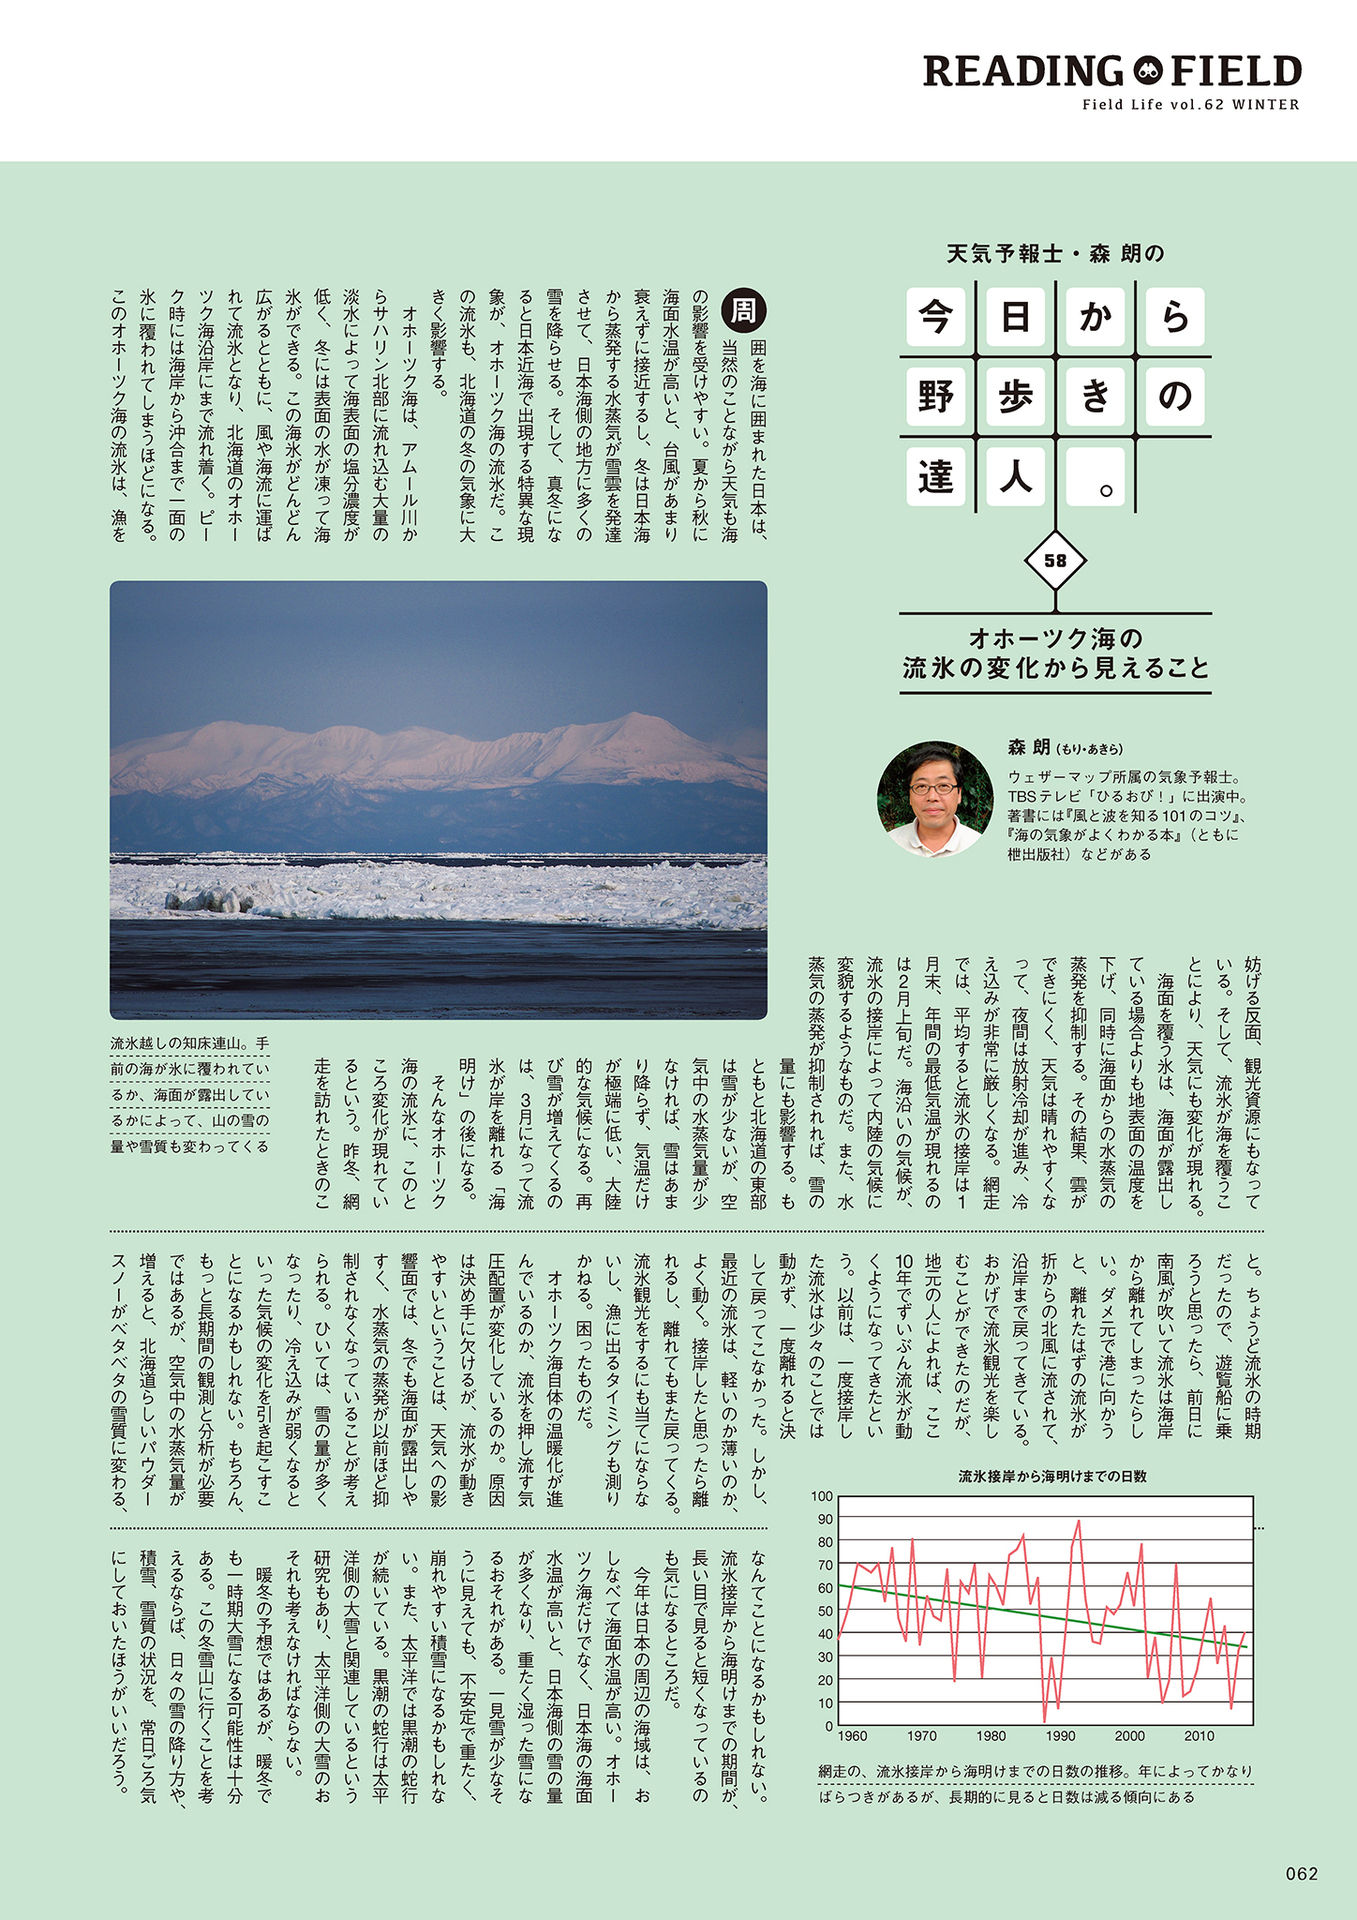 READING FIELD
Field Life vol.62 WINTER
天気予報士・森 朗の
今日から
野歩きの
達人。
58
オホーツク海の
流氷の変化から見えること
森 朗（もり・あきら）
ウェザーマップ所属の気象予報士。
TBSテレビ「ひるおび！」に出演中。
著書には『風と波を知る101のコツ』、
『海の気象がよくわかる本』（ともに
枻出版社）などがある
周囲を海に囲まれた日本は、
当然のことながら天気も海
の影響を受けやすい。夏から秋に
海面水温が高いと、台風があまり
衰えずに接近するし、冬は日本海
から蒸発する水蒸気が雪雲を発達
させて、日本海側の地方に多くの
雪を降らせる。そして、真冬にな
ると日本近海で出現する特異な現
象が、オホーツク海の流氷だ。こ
の流氷も、北海道の冬の気象に大
きく影響する。
オホーツク海は、アムール川か
らサハリン北部に流れ込む大量の
淡水によって海表面の塩分濃度が
低く、冬には表面の水が凍って海
氷ができる。この海氷がどんどん
広がるとともに、風や海流に運ば
れて流氷となり、北海道のオホー
ツク海沿岸にまで流れ着く。ピー
ク時には海岸から沖合まで一面の
氷に覆われてしまうほどになる。
このオホーツク海の流氷は、漁を
流氷越しの知床連山。手
前の海が氷に覆われてい
るか、海面が露出してい
るかによって、山の雪の
量や雪質も変わってくる
妨げる反面、観光資源にもなって
いる。そして、流氷が海を覆うこ
とにより、天気にも変化が現れる。
海面を覆う氷は、海面が露出し
ている場合よりも地表面の温度を
下げ、同時に海面からの水蒸気の
蒸発を抑制する。その結果、雲が
できにくく、天気は晴れやすくな
って、夜間は放射冷却が進み、冷
え込みが非常に厳しくなる。網走
では、平均すると流氷の接岸は1
月末、年間の最低気温が現れるの
は2月上旬だ。海沿いの気候が、
流氷の接岸によって内陸の気候に
変貌するようなものだ。また、水
蒸気の蒸発が抑制されれば、雪の
量にも影響する。も
ともと北海道の東部
は雪が少ないが、空
気中の水蒸気量が少
なければ、雪はあま
り降らず、気温だけ
が極端に低い、大陸
的な気候になる。再
び雪が増えてくるの
は、3月になって流
氷が岸を離れる「海
明け」の後になる。
そんなオホーツク
海の流氷に、このと
ころ変化が現れてい
るという。昨冬、網
走を訪れたときのこ
と。ちょうど流氷の時期
だったので、遊覧船に乗
ろうと思ったら、前日に
南風が吹いて流氷は海岸
から離れてしまったらし
い。ダメ元で港に向かう
と、離れたはずの流氷が
折からの北風に流されて、
沿岸まで戻ってきている。
おかげで流氷観光を楽し
むことができたのだが、
地元の人によれば、ここ
10年でずいぶん流氷が動
くようになってきたとい
う。以前は、一度接岸し
た流氷は少々のことでは
動かず、一度離れると決
して戻ってこなかった。しかし、
最近の流氷は、軽いのか薄いのか、
よく動く。接岸したと思ったら離
れるし、離れてもまた戻ってくる。
流氷観光をするにも当てにならな
いし、漁に出るタイミングも測り
かねる。困ったものだ。
オホーツク海自体の温暖化が進
んでいるのか、流氷を押し流す気
圧配置が変化しているのか。原因
は決め手に欠けるが、流氷が動き
やすいということは、天気への影
響面では、冬でも海面が露出しや
すく、水蒸気の蒸発が以前ほど抑
制されなくなっていることが考え
られる。ひいては、雪の量が多く
なったり、冷え込みが弱くなると
いった気候の変化を引き起こすこ
とになるかもしれない。もちろん、
もっと長期間の観測と分析が必要
ではあるが、空気中の水蒸気量が
増えると、北海道らしいパウダー
スノーがベタベタの雪質に変わる、
なんてことになるかもしれない。
流氷接岸から海明けまでの期間が、
長い目で見ると短くなっているの
も気になるところだ。
今年は日本の周辺の海域は、お
しなべて海面水温が高い。オホー
ツク海だけでなく、日本海の海面
水温が高いと、日本海側の雪の量
が多くなり、重たく湿った雪にな
るおそれがある。一見雪が少なそ
うに見えても、不安定で重たく、
崩れやすい積雪になるかもしれな
い。また、太平洋では黒潮の蛇行
が続いている。黒潮の蛇行は太平
洋側の大雪と関連しているという
研究もあり、太平洋側の大雪のお
それも考えなければならない。
暖冬の予想ではあるが、暖冬で
も一時期大雪になる可能性は十分
ある。この冬雪山に行くことを考
えるならば、日々の雪の降り方や、
積雪、雪質の状況を、常日ごろ気
にしておいたほうがいいだろう。
流氷接岸から海明けまでの日数
100
90
80
70
60
50
40
30
20
10
0
1960 1970 1980 1990 2000 2010
網走の、流氷接岸から海明けまでの日数の推移。年によってかなり
ばらつきがあるが、長期的に見ると日数は減る傾向にある
062